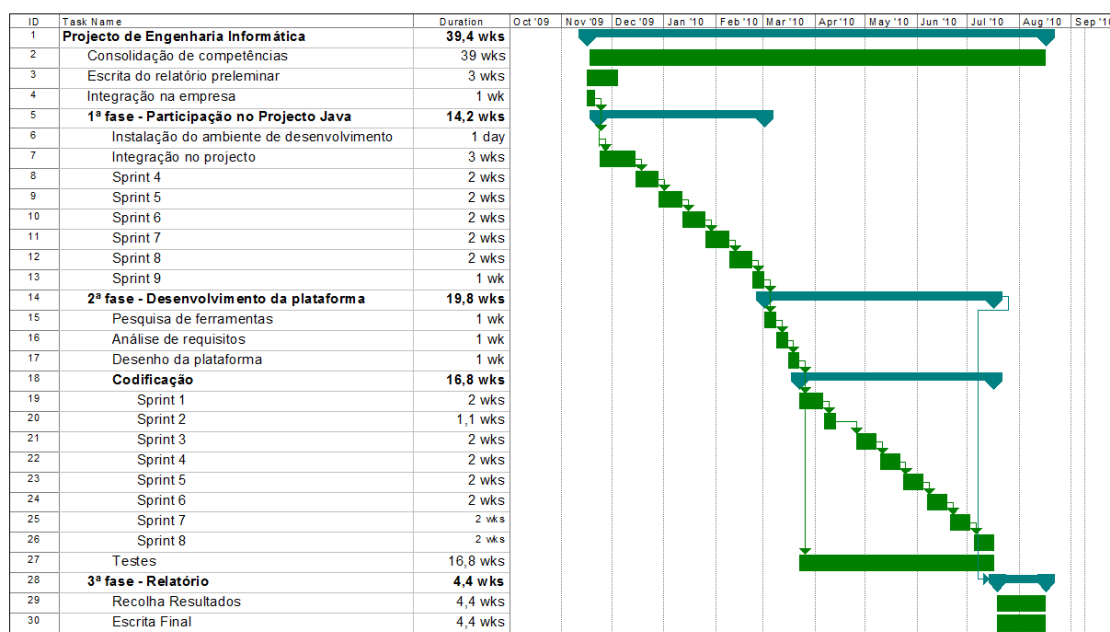 ID Task Name Duration Oct '09 Nov '09 Dec '09 Jan '10 Feb '10 Mar '10 Apr '10 May '10 Jun '10 Jul '10 Aug '10 Sep '10
1 Projecto de Engenharia Informática 39,4 wks
2 Consolidação de competências 39 wks
3 Escrita do relatório preleminar 3 wks
4 Integração na empresa 1 wk
5 1ª fase - Participação no Projecto Java 14,2 wks
6 Instalação do ambiente de desenvolvimento 1 day
7 Integração no projecto 3 wks
8 Sprint 4 2 wks
9 Sprint 5 2 wks
10 Sprint 6 2 wks
11 Sprint 7 2 wks
12 Sprint 8 2 wks
13 Sprint 9 1 wk
14 2ª fase - Desenvolvimento da plataforma 19,8 wks
15 Pesquisa de ferramentas 1 wk
16 Análise de requisitos 1 wk
17 Desenho da plataforma 1 wk
18 Codificação 16,8 wks
19 Sprint 1 2 wks
20 Sprint 2 1,1 wks
21 Sprint 3 2 wks
22 Sprint 4 2 wks
23 Sprint 5 2 wks
24 Sprint 6 2 wks
25 Sprint 7 2 wks
26 Sprint 8 2 wks
27 Testes 16,8 wks
28 3ª fase - Relatório 4,4 wks
29 Recolha Resultados 4,4 wks
30 Escrita Final 4,4 wks